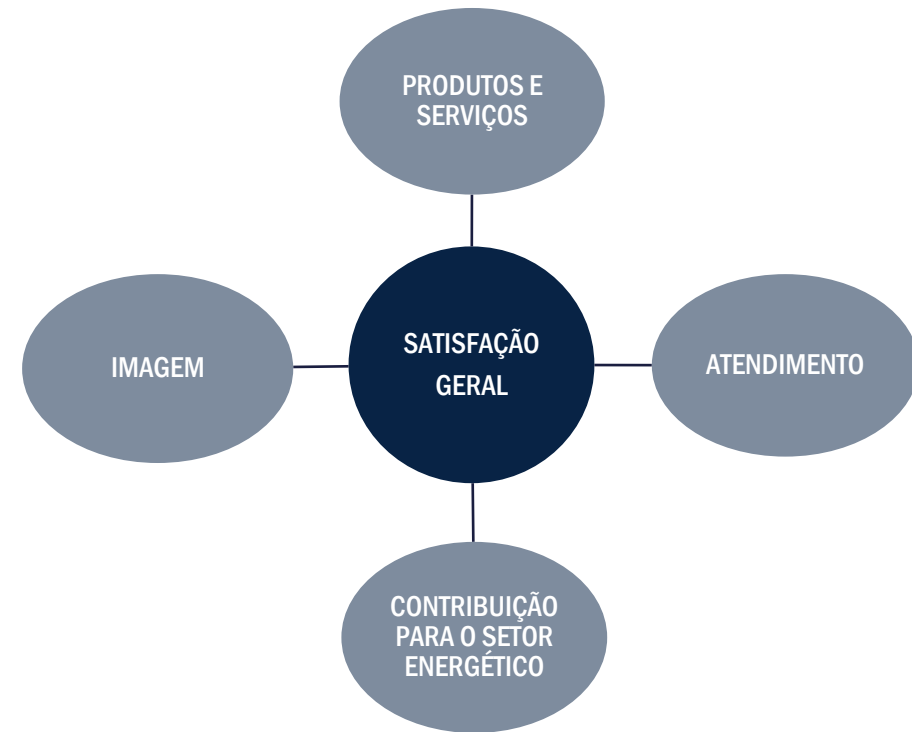 PRODUTOS E
SERVIÇOS
IMAGEM
SATISFAÇÃO
GERAL
ATENDIMENTO
CONTRIBUIÇÃO
PARA O SETOR
ENERGÉTICO